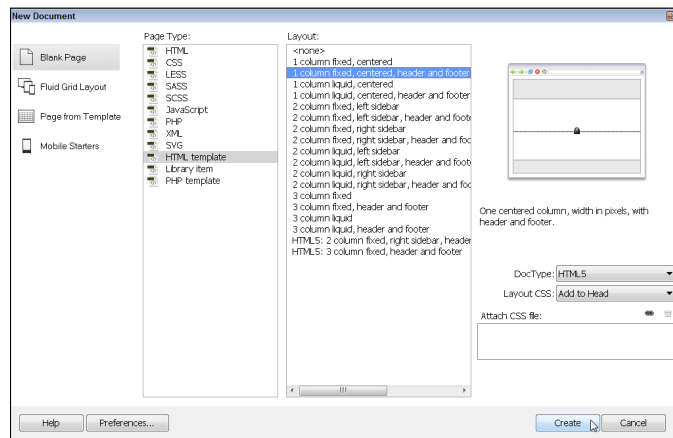 New Document
Blank Page
Fluid Grid Layout
Page from Template
Mobile Starters
Page Type:
HTML
CSS
LESS
SASS
SCSS
JavaScript
PHP
XML
SVG
HTML template
Library item
PHP template
Layout:
<none>
1 column fixed, centered
1 column fixed, centered, header and footer
1 column liquid, centered
1 column liquid, centered, header and footer
2 column fixed, left sidebar
2 column fixed, left sidebar, header and foot
2 column fixed, right sidebar
2 column fixed, right sidebar, header and foo
2 column liquid, left sidebar
2 column liquid, left sidebar, header and foot
2 column liquid, right sidebar
2 column liquid, right sidebar, header and foo
3 column fixed
3 column fixed, header and footer
3 column liquid
3 column liquid, header and footer
HTML5: 2 column fixed, right sidebar, header
HTML5: 3 column fixed, header and footer
One centered column, width in pixels, with
header and footer.
DocType: HTML5
Layout CSS: Add to Head
Attach CSS file:
Help
Preferences...
Create
Cancel